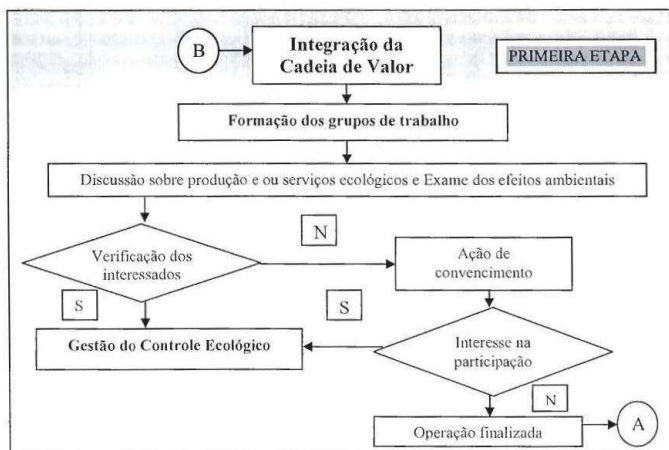 B
Integração da
Cadeia de Valor
PRIMEIRA ETAPA
Formação dos grupos de trabalho
Discussão sobre produção e ou serviços ecológicos e Exame dos efeitos ambientais
Verificação dos
interessados
N
Ação de
convencimento
S
S
Gestão do Controle Ecológico
Interesse na
participação
N
Operação finalizada
A